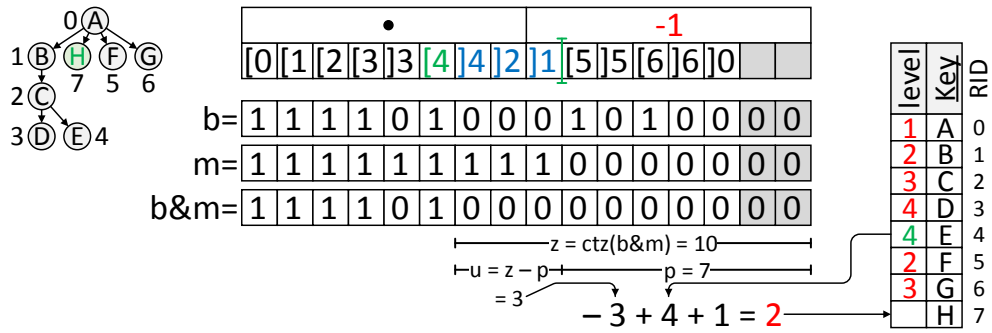 0 A
1 B H F G
7 5 6
2 C
3 D E 4
• -1
[0 [1 [2 [3 ]3 [4 ]4 ]2 ]1 [5 ]5 [6 ]6 ]0
b= 1 1 1 1 0 1 0 0 0 1 0 1 0 0 0 0
m= 1 1 1 1 1 1 1 1 1 0 0 0 0 0 0 0
b&m= 1 1 1 1 0 1 0 0 0 0 0 0 0 0 0 0
z = ctz(b&m) = 10
u = z – p p = 7
= 3
– 3 + 4 + 1 = 2
level Key RID
1 A 0
2 B 1
3 C 2
4 D 3
4 E 4
2 F 5
3 G 6
H 7